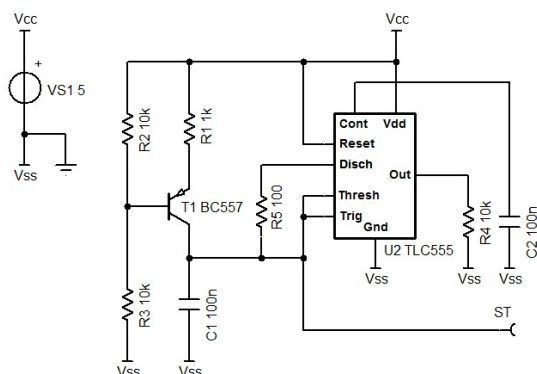 Vcc
Vcc
+
VS1 5
Vss
R2 10k
R1 1k
Cont
Vdd
Reset
Disch
Out
Thresh
Trig
Gnd
U2 TLC555
T1 BC557
R5 100
R4 10k
C2 100n
Vss
Vss
Vss
R3 10k
C1 100n
ST
Vss
Vss